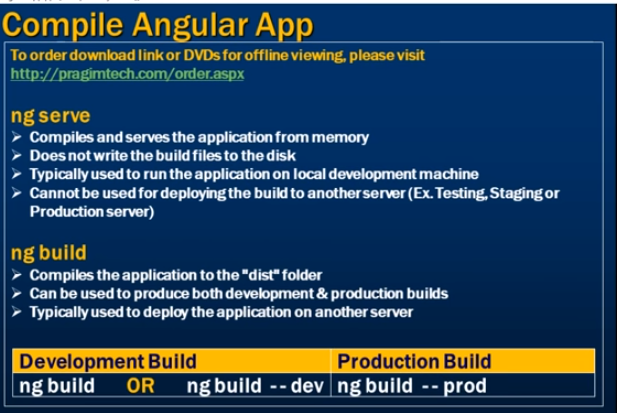 Compile Angular App
To order download link or DVDs for offline viewing, please visit
http://pragimtech.com/order.aspx
ng serve
➢ Compiles and serves the application from memory
➢ Does not write the build files to the disk
➢ Typically used to run the application on local development machine
➢ Cannot be used for deploying the build to another server (Ex. Testing, Staging or
Production server)
ng build
➢ Compiles the application to the "dist" folder
➢ Can be used to produce both development & production builds
➢ Typically used to deploy the application on another server
Development Build Production Build
ng build OR ng build --dev ng build --prod